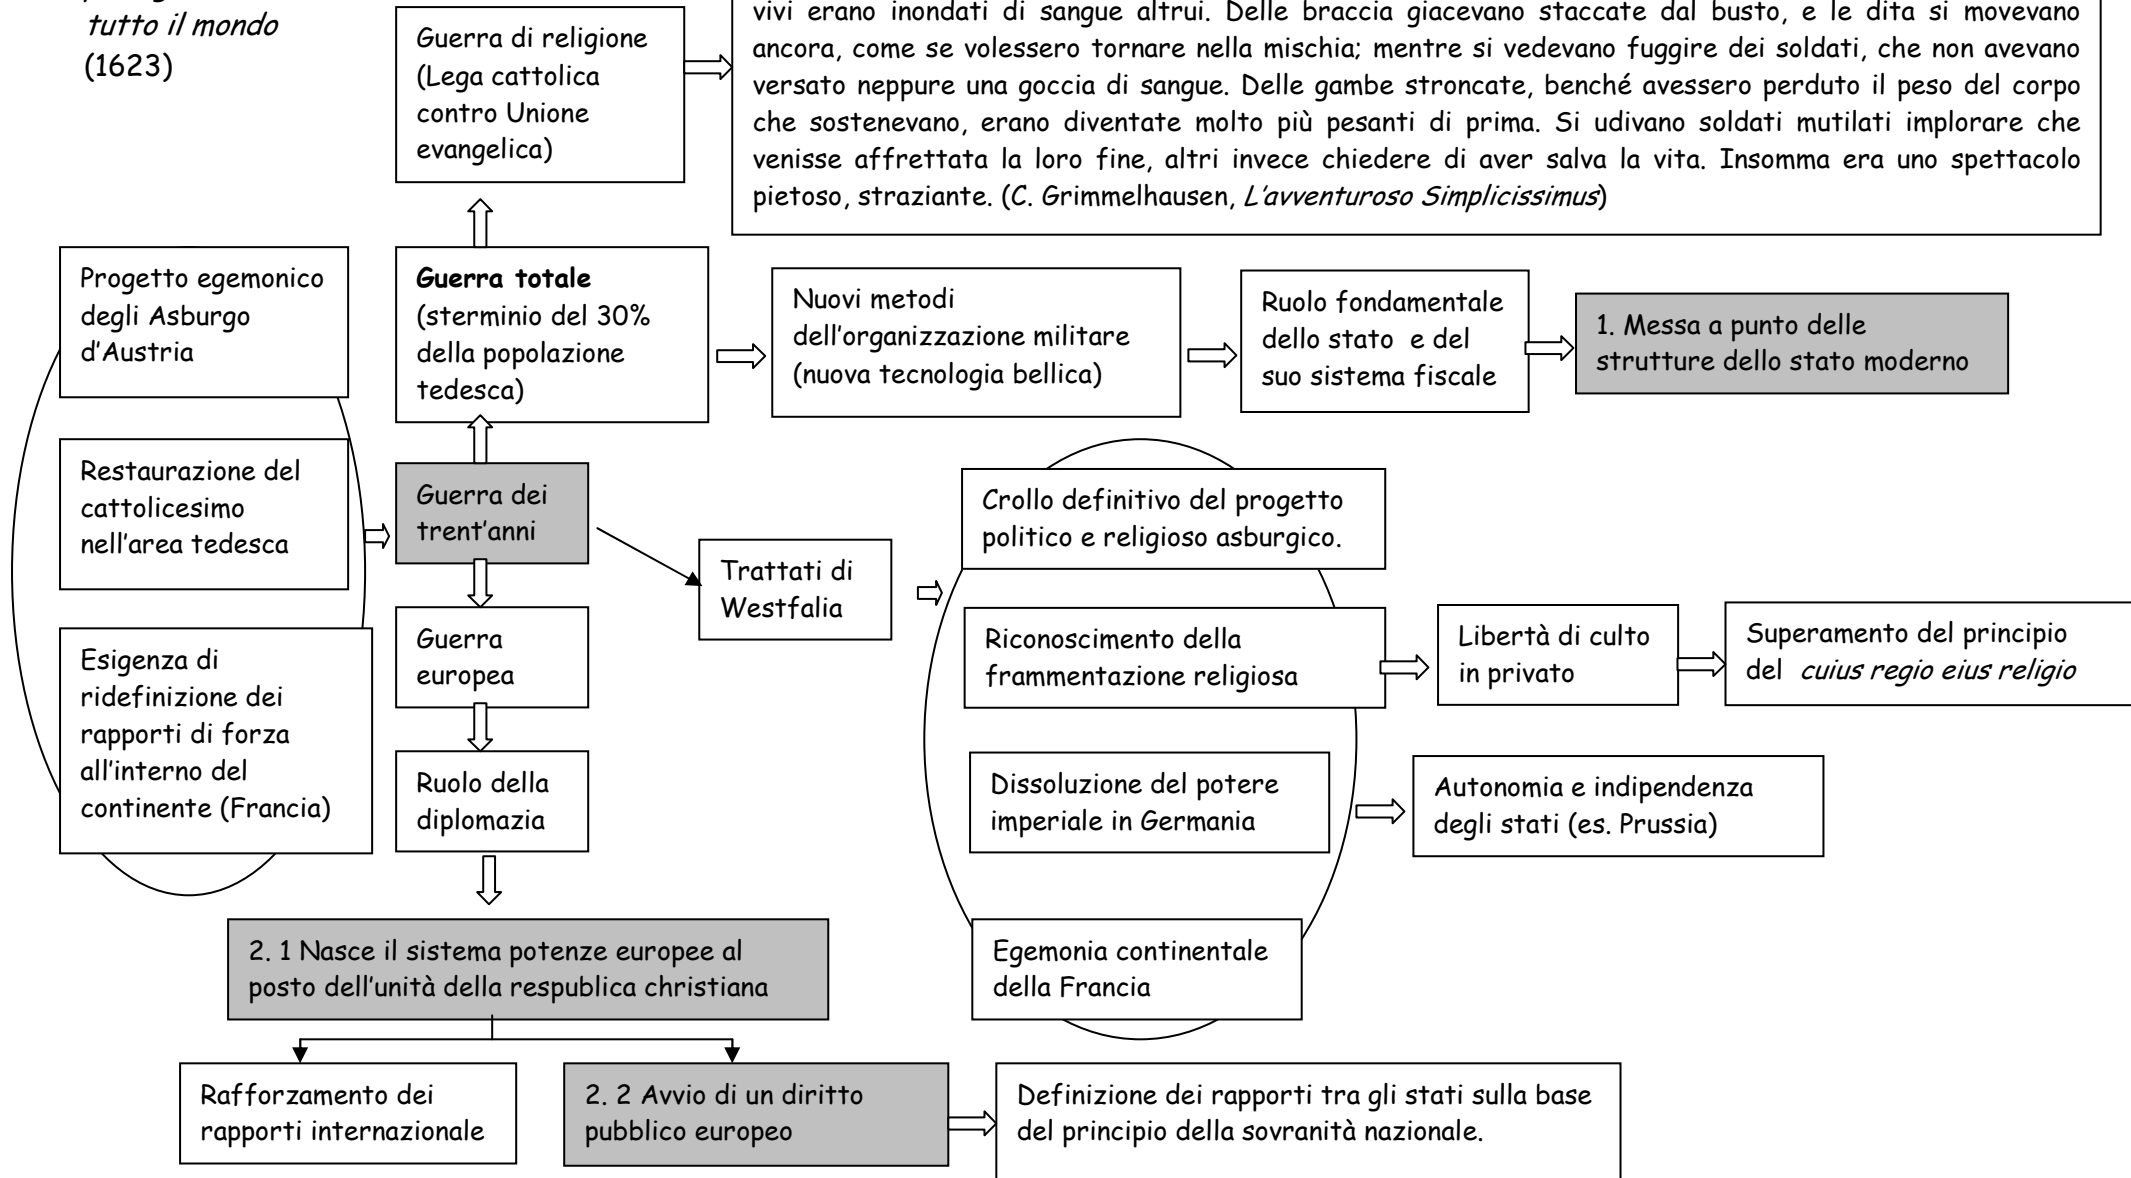 tutto il mondo
(1623)
Guerra di religione
(Lega cattolica
contro Unione
evangelica)
vivi erano inondati di sangue altrui. Delle braccia giacevano staccate dal busto, e le dita si movevano
ancora, come se volessero tornare nella mischia; mentre si vedevano fuggire dei soldati, che non avevano
versato neppure una goccia di sangue. Delle gambe stroncate, benché avessero perduto il peso del corpo
che sostenevano, erano diventate molto più pesanti di prima. Si udivano soldati mutilati implorare che
venisse affrettata la loro fine, altri invece chiedere di aver salva la vita. Insomma era uno spettacolo
pietoso, straziante. (C. Grimmelhausen, L'avventuroso Simplicissimus)
Progetto egemonico
degli Asburgo
d'Austria
Guerra totale
(sterminio del 30%
della popolazione
tedesca)
Nuovi metodi
dell'organizzazione militare
(nuova tecnologia bellica)
Ruolo fondamentale
dello stato e del
suo sistema fiscale
1. Messa a punto delle
strutture dello stato moderno
Restaurazione del
cattolicesimo
nell'area tedesca
Guerra dei
trent'anni
Crollo definitivo del progetto
politico e religioso asburgico.
Trattati di
Westfalia
Esigenza di
ridefinizione dei
rapporti di forza
all'interno del
continente (Francia)
Guerra
europea
Riconoscimento della
frammentazione religiosa
Libertà di culto
in privato
Superamento del principio
del cuius regio eius religio
Ruolo della
diplomazia
Dissoluzione del potere
imperiale in Germania
Autonomia e indipendenza
degli stati (es. Prussia)
2. 1 Nasce il sistema potenze europee al
posto dell'unità della respublica christiana
Egemonia continentale
della Francia
Rafforzamento dei
rapporti internazionale
2. 2 Avvio di un diritto
pubblico europeo
Definizione dei rapporti tra gli stati sulla base
del principio della sovranità nazionale.